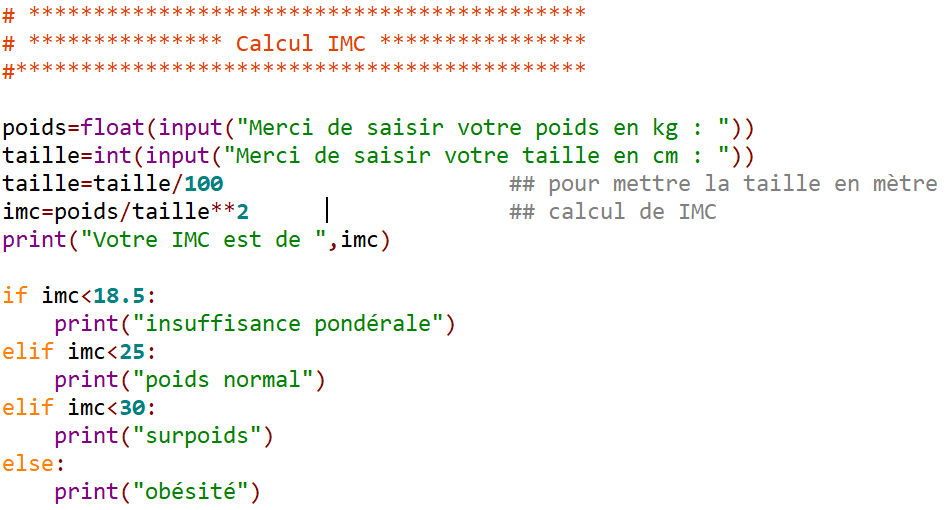 # *******************************************
# *************** Calcul IMC ****************
#********************************************
poids=float(input("Merci de saisir votre poids en kg : "))
taille=int(input("Merci de saisir votre taille en cm : "))
taille=taille/100                      ## pour mettre la taille en mètre
imc=poids/taille**2                    ## calcul de IMC
print("Votre IMC est de ",imc)
if imc<18.5:
    print("insuffisance pondérale")
elif imc<25:
    print("poids normal")
elif imc<30:
    print("surpoids")
else:
    print("obésité")